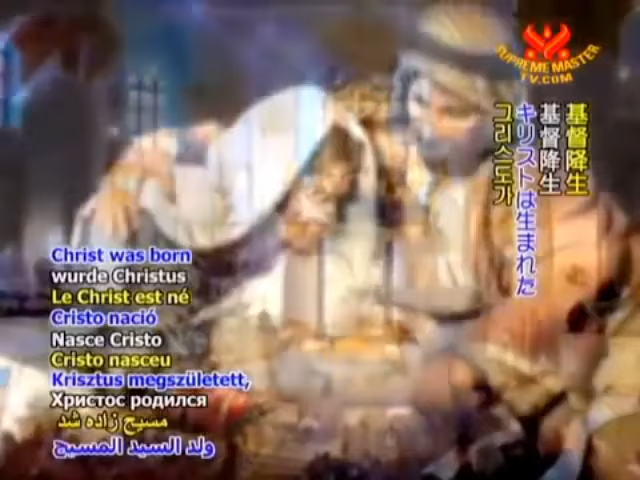 SUPREME MASTER
TV.COM
基督降生
基督降生
キリストは生まれた
그리스도가
Christ was born
wurde Christus
Le Christ est né
Cristo nació
Nasce Cristo
Cristo nasceu
Krisztus megszületett,
Христос родился
مسیح زاده شد
ولد السيد المسيح